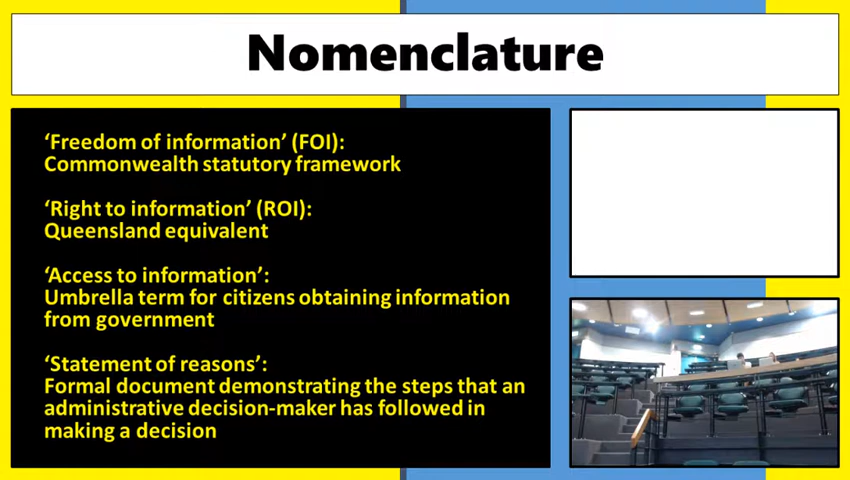 Nomenclature
‘Freedom of information’ (FOI):
Commonwealth statutory framework
‘Right to information’ (ROI):
Queensland equivalent
‘Access to information’:
Umbrella term for citizens obtaining information
from government
‘Statement of reasons’:
Formal document demonstrating the steps that an
administrative decision-maker has followed in
making a decision